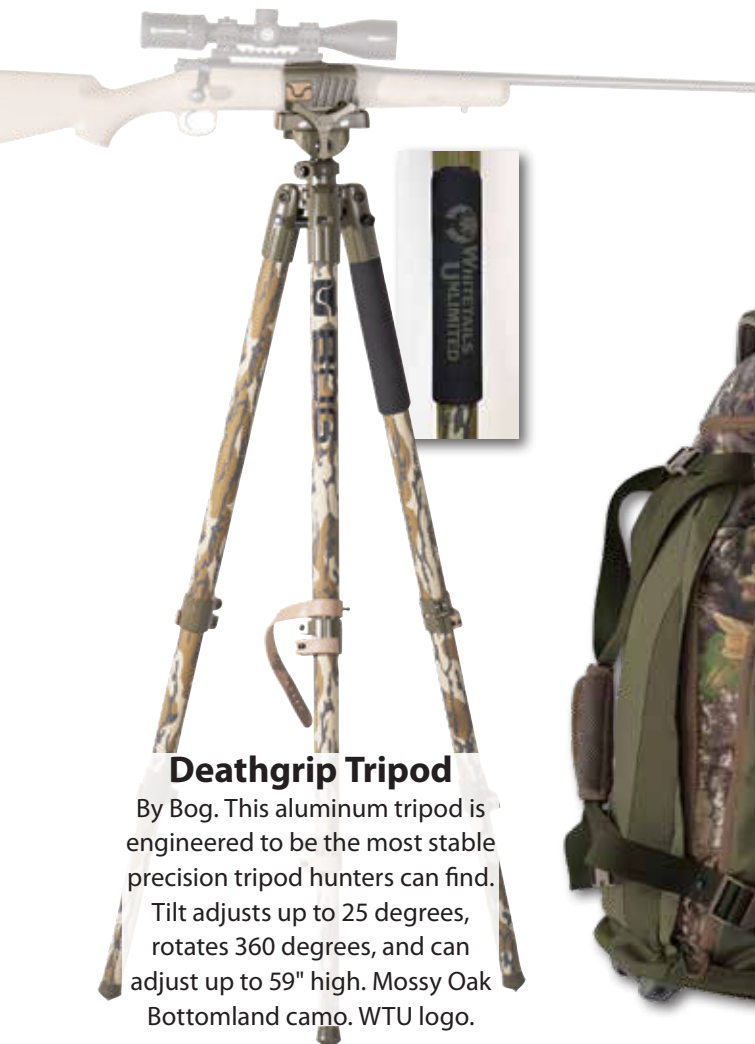 WHITETAILS
UNLIMITED
BOG
Deathgrip Tripod
By Bog. This aluminum tripod is
engineered to be the most stable
precision tripod hunters can find.
Tilt adjusts up to 25 degrees,
rotates 360 degrees, and can
adjust up to 59" high. Mossy Oak
Bottomland camo. WTU logo.